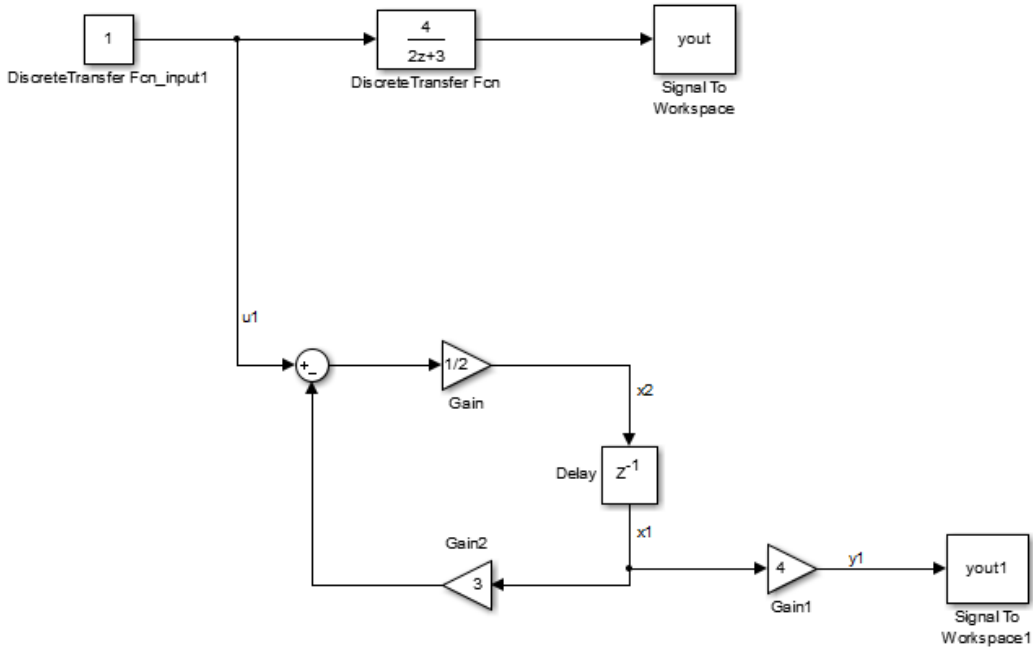 1
DiscreteTransfer Fcn_input1
4
2z+3
DiscreteTransfer Fcn
yout
Signal To
Workspace
u1
+
-
1/2
Gain
x2
Delay
Z-1
x1
Gain2
3
4
Gain1
y1
yout1
Signal To
Workspace1